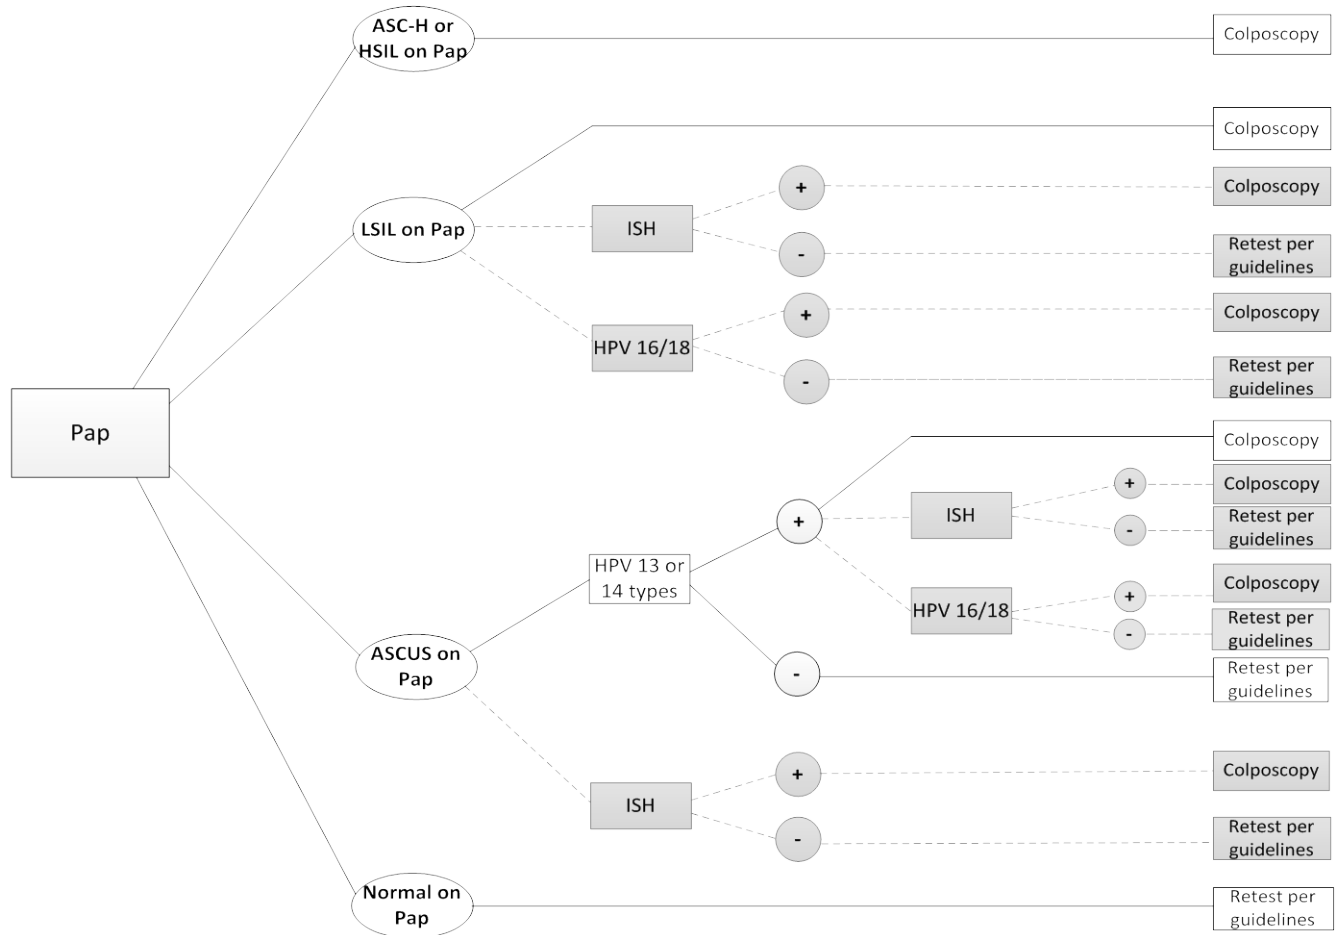 ASC-H or
HSIL on Pap
Colposcopy
Colposcopy
+
Colposcopy
LSIL on Pap
ISH
-
Retest per
guidelines
+
Colposcopy
HPV 16/18
-
Retest per
guidelines
Pap
Colposcopy
+
Colposcopy
+
ISH
-
Retest per
guidelines
HPV 13 or
14 types
+
Colposcopy
HPV 16/18
-
Retest per
guidelines
ASCUS on
Pap
-
Retest per
guidelines
+
Colposcopy
ISH
-
Retest per
guidelines
Normal on
Pap
Retest per
guidelines